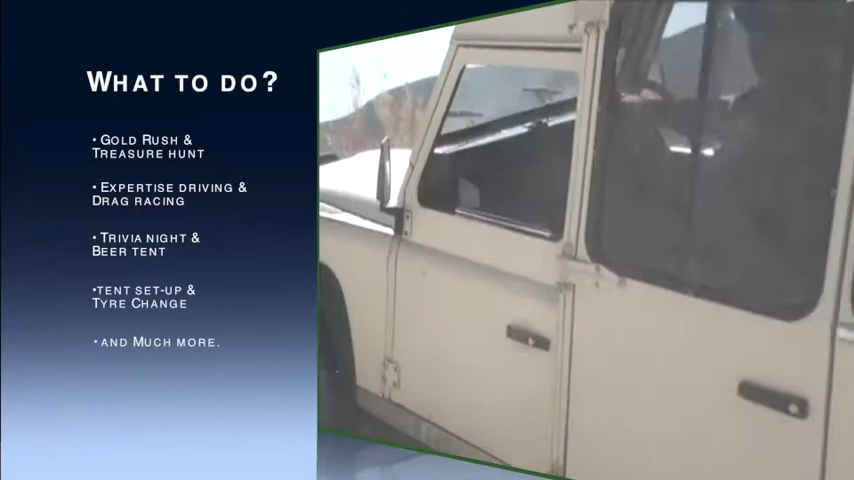 What to do?
• Gold Rush &
Treasure hunt
• Expertise driving &
Drag racing
• Trivia night &
Beer tent
•tent set-up &
Tyre Change
• and Much more.